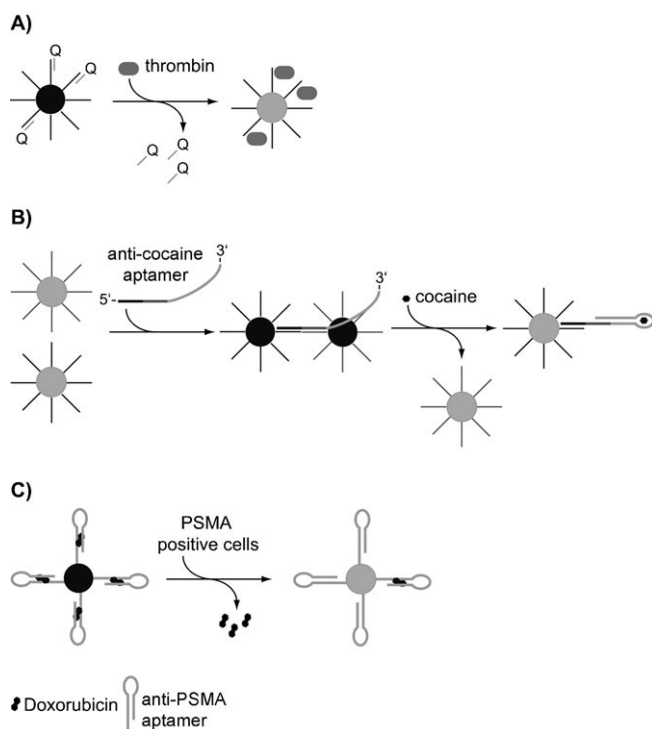 A)
Q
Q
Q
thrombin
Q
Q
Q
B)
anti-cocaine
aptamer
3'
5'-
3'
cocaine
C)
PSMA
positive cells
Doxorubicin
anti-PSMA
aptamer